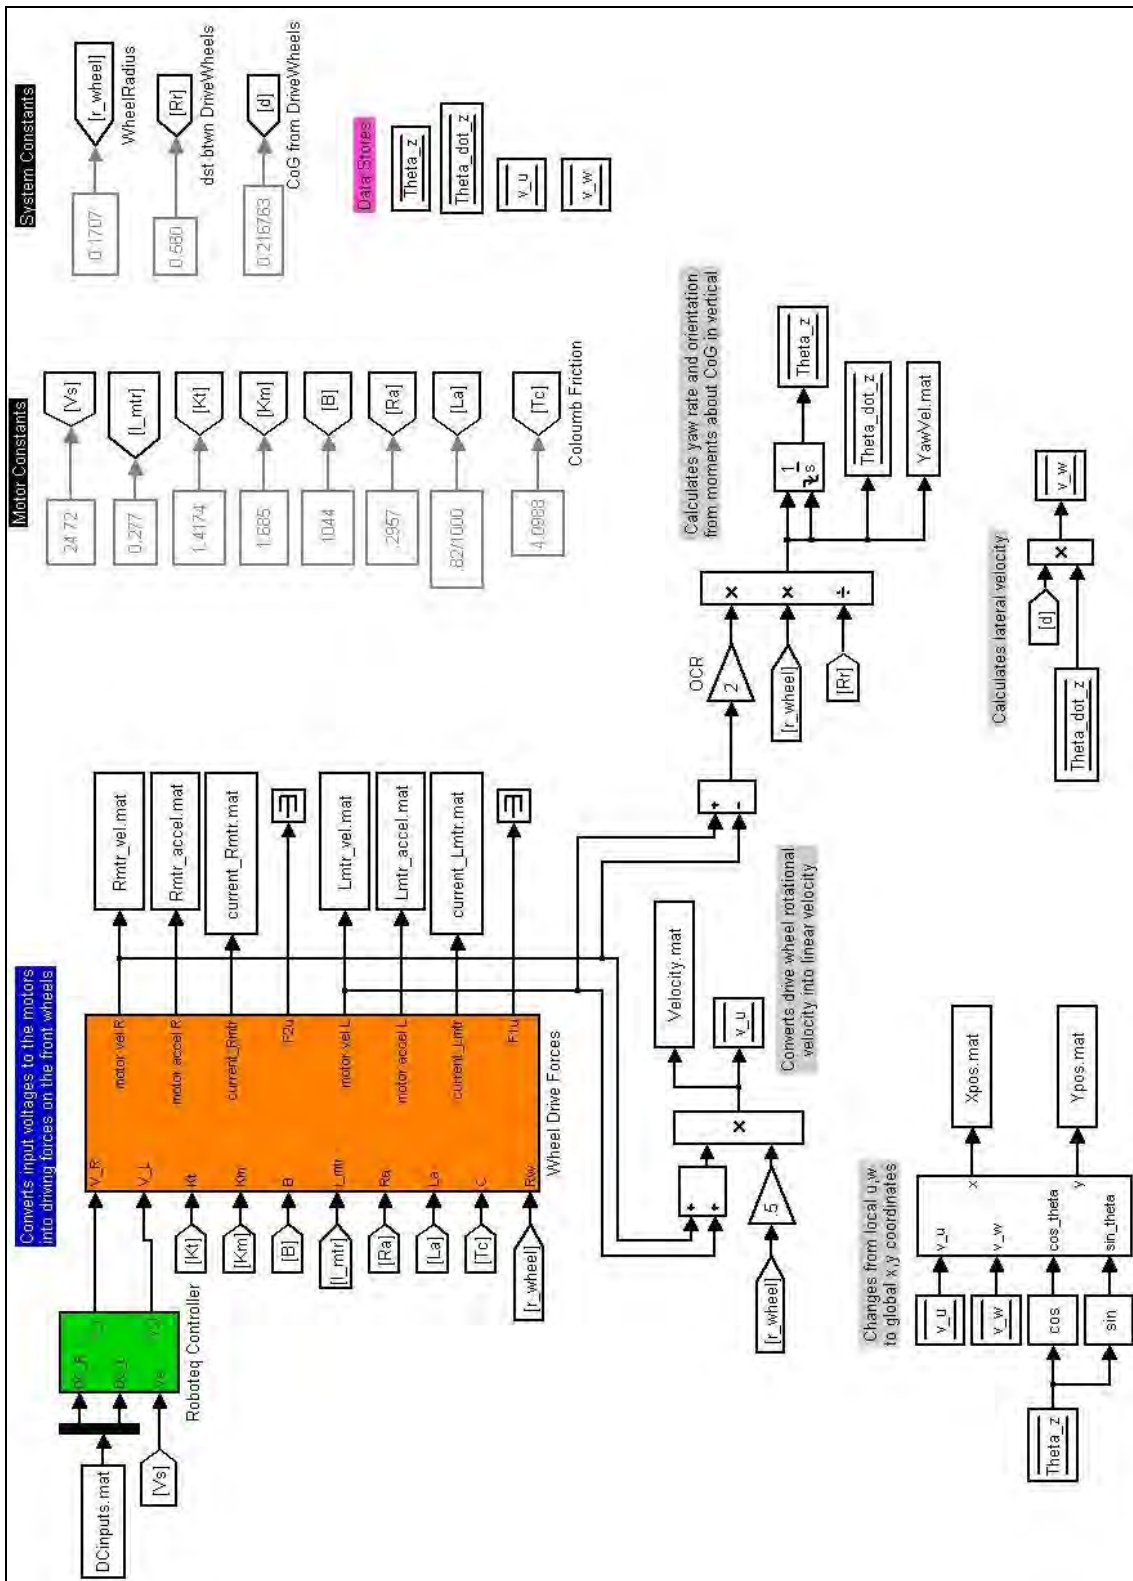 Converts input voltages to the motors
into driving forces on the front wheels
Motor Constants
System Constants
DCinputs.mat
[Vs]
Roboteq Controller
V_R
V_L
Kt
Km
B
I_mtr
Ra
La
C
Rw
[Kt]
[Km]
[B]
[I_mtr]
[Ra]
[La]
[Tc]
[r_wheel]
motor vel R
motor accel R
current_Rmtr
F2u
motor vel L
motor accel L
current_Lmtr
F1u
Wheel Drive Forces
Rmtr_vel.mat
Rmtr_accel.mat
current_Rmtr.mat
Lmtr_vel.mat
Lmtr_accel.mat
current_Lmtr.mat
24.72
[Vs]
0.277
[I_mtr]
1.4174
[Kt]
1.685
[Km]
[B]
.2957
[Ra]
.82/1000
[La]
4.0988
[Tc]
Coloumb Friction
0.1707
[r_wheel]
WheelRadius
0.580
[Rr]
dst btwn DriveWheels
0.216763
[d]
CoG from DriveWheels
Data Stores
Theta_z
Theta_dot_z
v_u
v_w
[r_wheel]
.5
+
+
×
Velocity.mat
v_u
Converts drive wheel rotational
velocity into linear velocity
+
-
2
OCR
[r_wheel]
[Rr]
×
×
÷
1
s
Theta_z
Theta_dot_z
YawVel.mat
Calculates yaw rate and orientation
from moments about CoG in vertical
Changes from local u,w
to global x,y coordinates
Theta_z
v_u
v_w
cos
sin
v_u
v_w
cos_theta
sin_theta
x
y
Xpos.mat
Ypos.mat
Calculates lateral velocity
Theta_dot_z
[d]
×
v_w